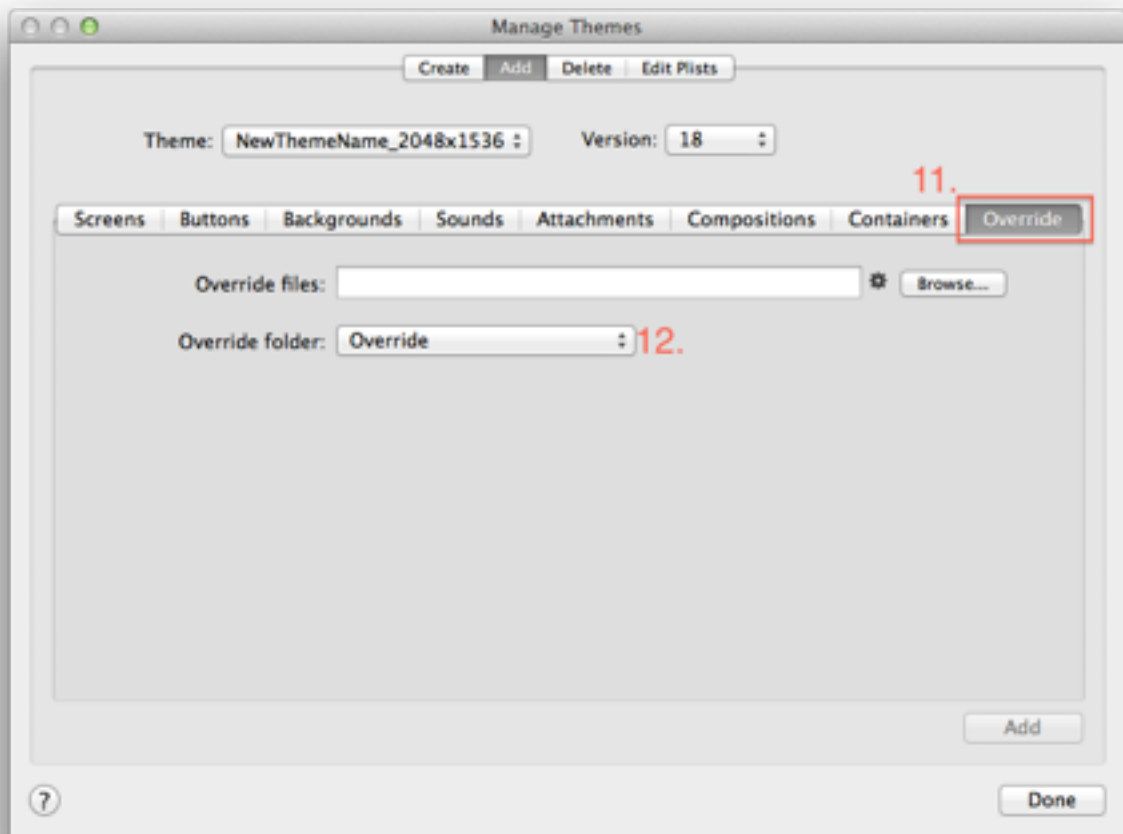 Manage Themes
Create Add Delete Edit Plists
Theme: NewThemeName_2048x1536 Version: 18
11.
Screens Buttons Backgrounds Sounds Attachments Compositions Containers Override
Override files: Browse...
Override folder: Override 12.
Add
? Done